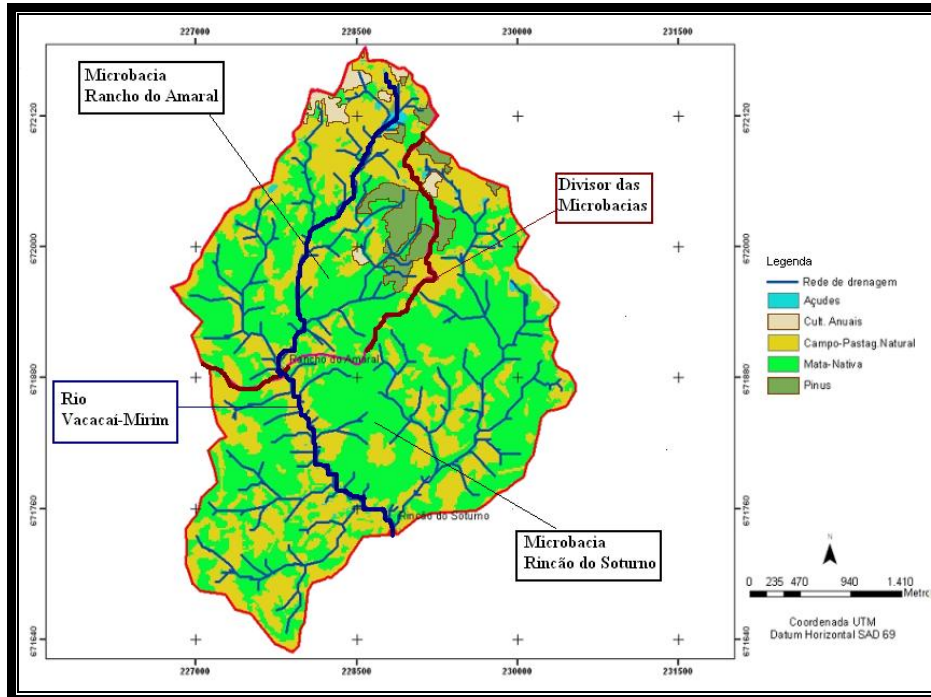 227000 228500 230000 231500
Microbacia
Rancho do Amaral
672120
Divisor das
Microbacias
672000
Legenda
Rede de drenagem
Açudes
Cult. Anuais
Campo-Pastag.Natural
Mata-Nativa
Pinus
Rancho do Amaral
671880
Rio
Vacacaí-Mirim
671760
Rincão do Soturno
Microbacia
Rincão do Soturno
N
0 235 470 940 1.410
Metro
Coordenada UTM
Datum Horizontal SAD 69
671640
227000 228500 230000 231500
672120
672000
671880
671760
671640